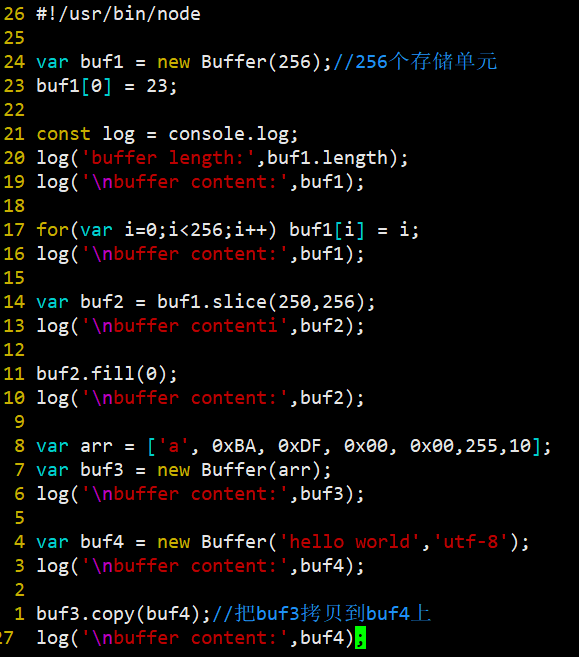 26 #!/usr/bin/node
25
24 var buf1 = new Buffer(256);//256个存储单元
23 buf1[0] = 23;
22
21 const log = console.log;
20 log('buffer length:',buf1.length);
19 log('\nbuffer content:',buf1);
18
17 for(var i=0;i<256;i++) buf1[i] = i;
16 log('\nbuffer content:',buf1);
15
14 var buf2 = buf1.slice(250,256);
13 log('\nbuffer contenti',buf2);
12
11 buf2.fill(0);
10 log('\nbuffer content:',buf2);
9
8 var arr = ['a', 0xBA, 0xDF, 0x00, 0x00,255,10];
7 var buf3 = new Buffer(arr);
6 log('\nbuffer content:',buf3);
5
4 var buf4 = new Buffer('hello world','utf-8');
3 log('\nbuffer content:',buf4);
2
1 buf3.copy(buf4);//把buf3拷贝到buf4上
27 log('\nbuffer content:',buf4);